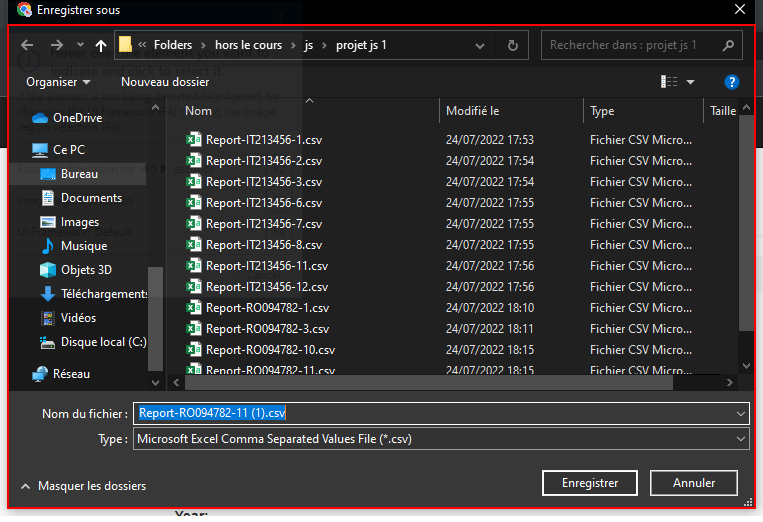 Enregistrer sous
« Folders › hors le cours › js › projet js 1
Rechercher dans : projet js 1
Organiser
Nouveau dossier
Nom Modifié le Type Taille
OneDrive
Ce PC
Bureau
Documents
Images
Musique
Objets 3D
Téléchargements
Vidéos
Disque local (C:)
Réseau
Report-IT213456-1.csv 24/07/2022 17:53 Fichier CSV Micro...
Report-IT213456-2.csv 24/07/2022 17:54 Fichier CSV Micro...
Report-IT213456-3.csv 24/07/2022 17:54 Fichier CSV Micro...
Report-IT213456-6.csv 24/07/2022 17:55 Fichier CSV Micro...
Report-IT213456-7.csv 24/07/2022 17:55 Fichier CSV Micro...
Report-IT213456-8.csv 24/07/2022 17:55 Fichier CSV Micro...
Report-IT213456-11.csv 24/07/2022 17:56 Fichier CSV Micro...
Report-IT213456-12.csv 24/07/2022 17:56 Fichier CSV Micro...
Report-RO094782-1.csv 24/07/2022 18:10 Fichier CSV Micro...
Report-RO094782-3.csv 24/07/2022 18:11 Fichier CSV Micro...
Report-RO094782-10.csv 24/07/2022 18:15 Fichier CSV Micro...
Report-RO094782-11.csv 24/07/2022 18:15 Fichier CSV Micro...
Nom du fichier : Report-RO094782-11 (1).csv
Type : Microsoft Excel Comma Separated Values File (*.csv)
Masquer les dossiers
Enregistrer
Annuler
Year: